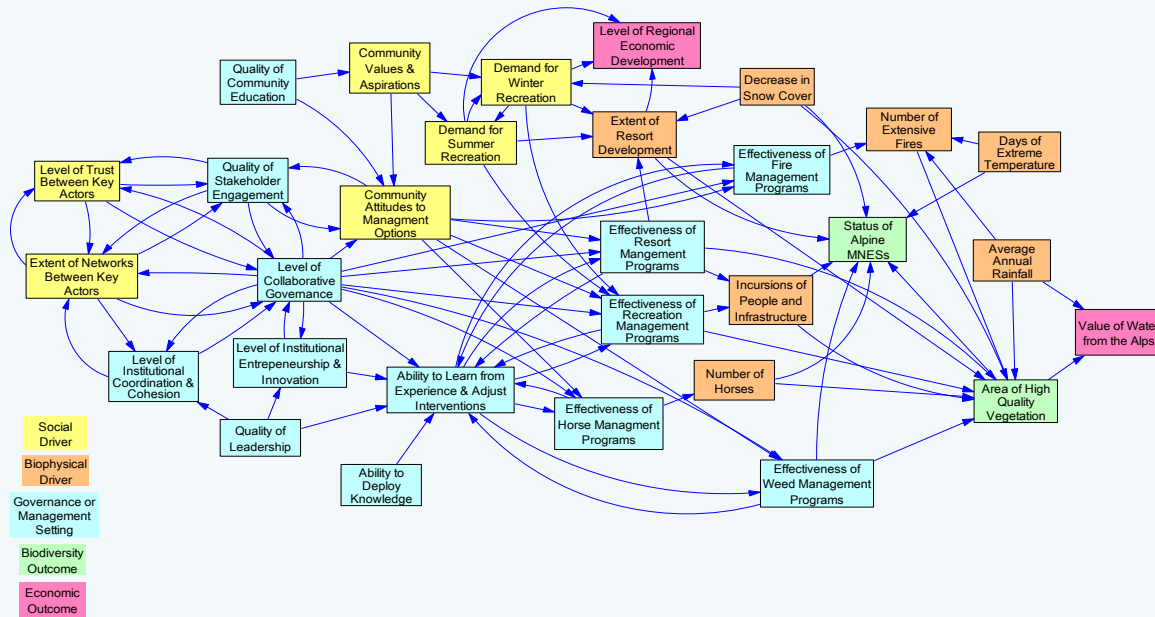 Level of Regional
Economic
Development
Community
Values &
Aspirations
Quality of
Community
Education
Demand for
Winter
Recreation
Decrease in
Snow Cover
Extent of
Resort
Development
Number of
Extensive
Fires
Demand for
Summer
Recreation
Days of
Extreme
Temperature
Effectiveness of
Fire
Management
Programs
Level of Trust
Between Key
Actors
Quality of
Stakeholder
Engagement
Community
Attitudes to
Managment
Options
Status of
Alpine
MNESs
Effectiveness of
Resort
Mangement
Programs
Average
Annual
Rainfall
Extent of Networks
Between Key
Actors
Level of
Collaborative
Governance
Incursions of
People and
Infrastructure
Effectiveness of
Recreation
Management
Programs
Value of Water
from the Alps
Level of
Institutional
Coordination &
Cohesion
Level of Institutional
Entrepeneurship &
Innovation
Ability to Learn from
Experience & Adjust
Interventions
Number of
Horses
Area of High
Quality
Vegetation
Effectiveness of
Horse Managment
Programs
Quality of
Leadership
Ability to
Deploy
Knowledge
Effectiveness of
Weed Management
Programs
Social
Driver
Biophysical
Driver
Governance or
Management
Setting
Biodiversity
Outcome
Economic
Outcome